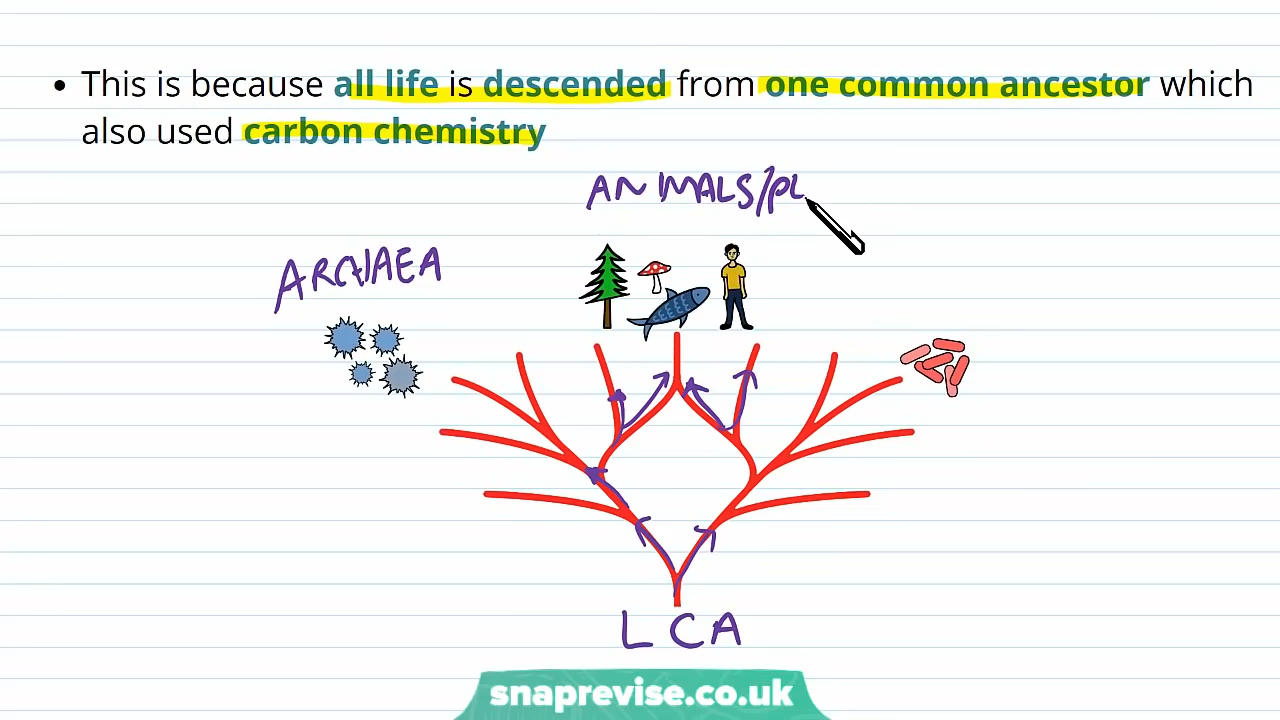 • This is because all life is descended from one common ancestor which
also used carbon chemistry
ANIMALS/PL
ARCHAEA
LCA
snaprevise.co.uk